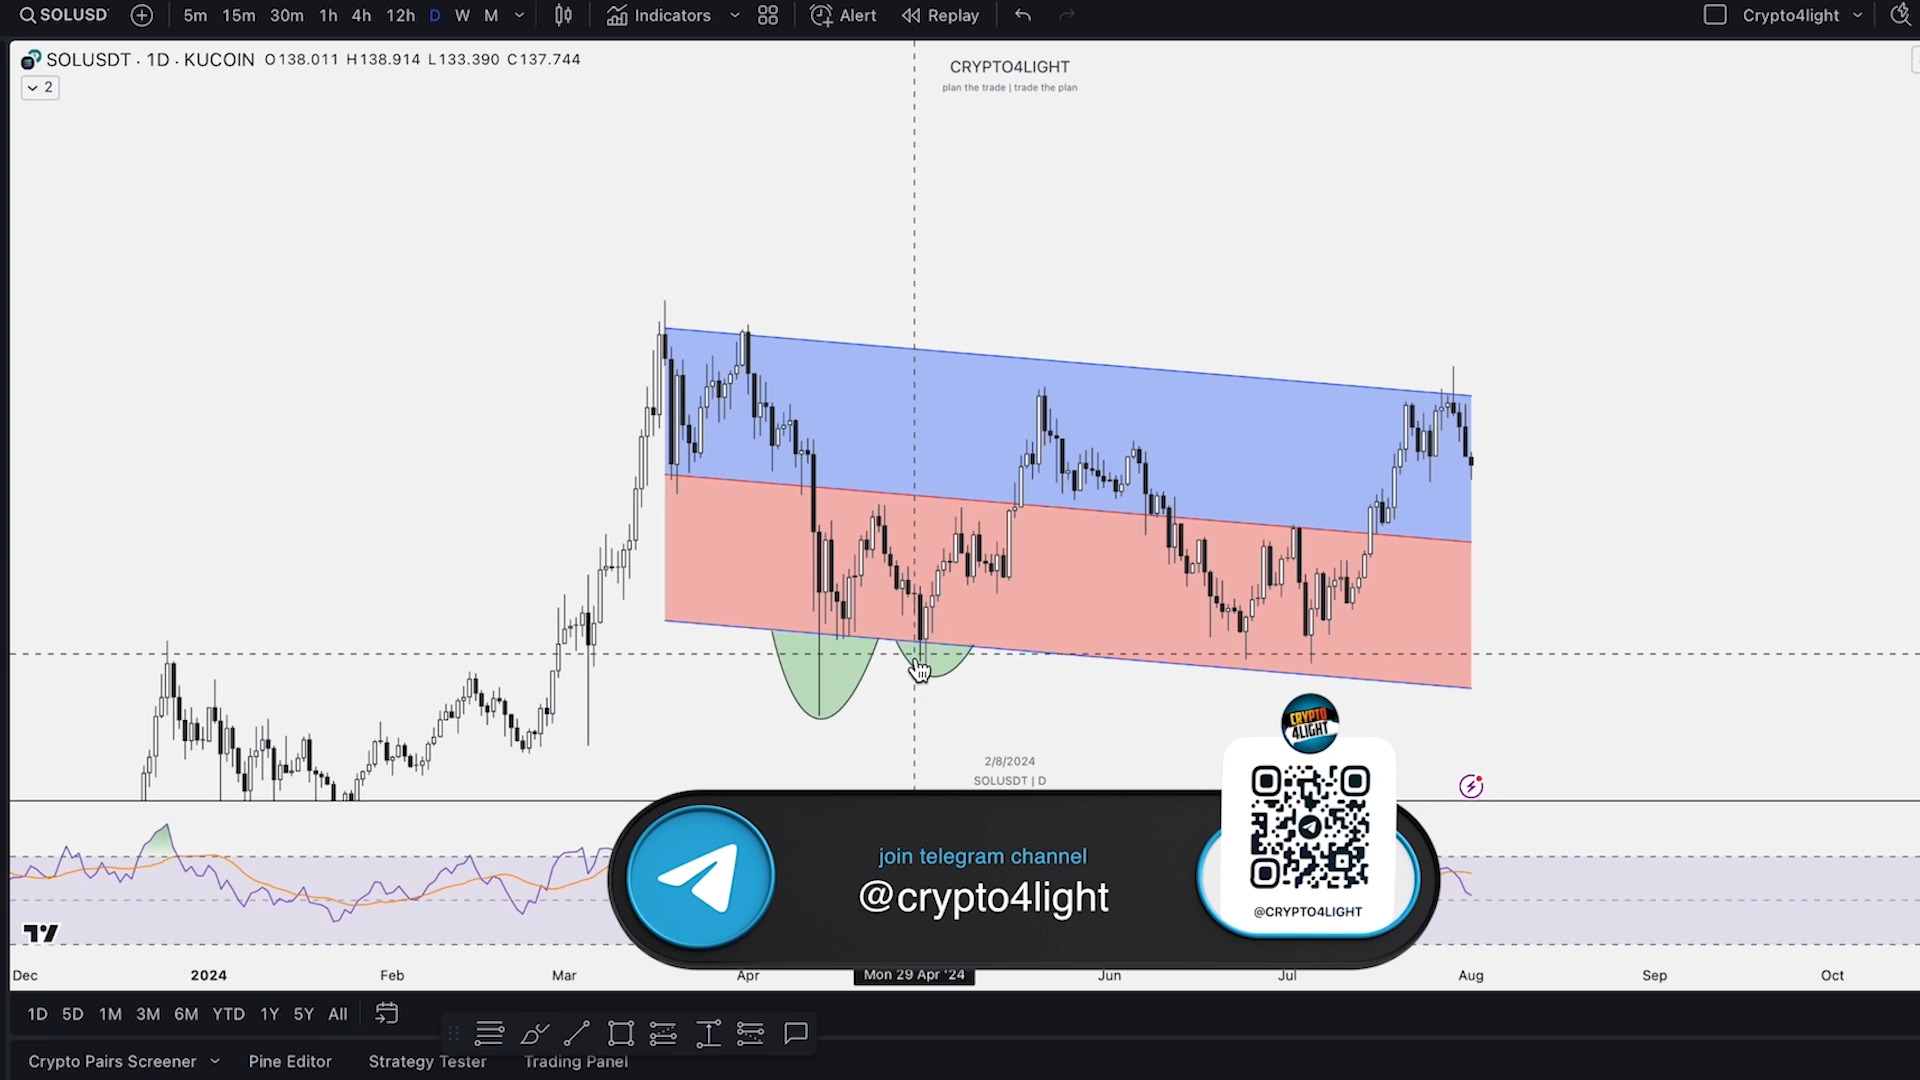 SOLUSD
5m 15m 30m 1h 4h 12h D W M
Indicators
Alert
Replay
Crypto4light
SOLUSDT · 1D · KUCOIN O138.011 H138.914 L133.390 C137.744
2
CRYPTO4LIGHT
plan the trade | trade the plan
2/8/2024
SOLUSDT | D
CRYPTO
4LIGHT
join telegram channel
@crypto4light
@CRYPTO4LIGHT
Dec 2024 Feb Mar Apr Mon 29 Apr '24 Jun Jul Aug Sep Oct
1D 5D 1M 3M 6M YTD 1Y 5Y All
Crypto Pairs Screener Pine Editor Strategy Tester Trading Panel